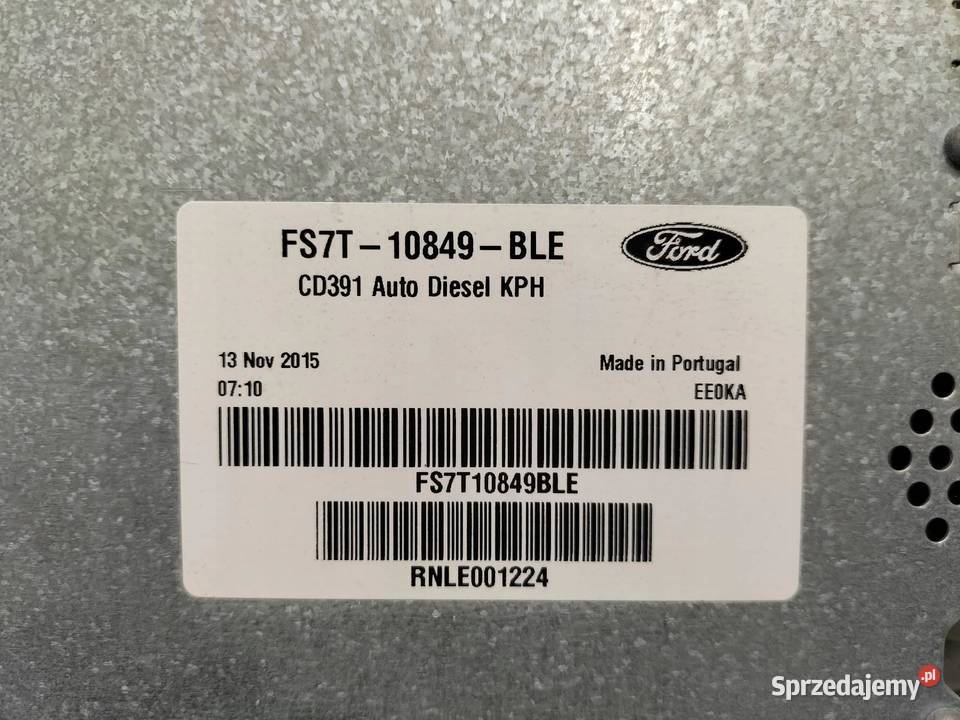 FS7T-10849-BLE
Ford
CD391 Auto Diesel KPH
13 Nov 2015
Made in Portugal
07:10
EE0KA
FS7T10849BLE
RNLE001224
Sprzedajemy.pl